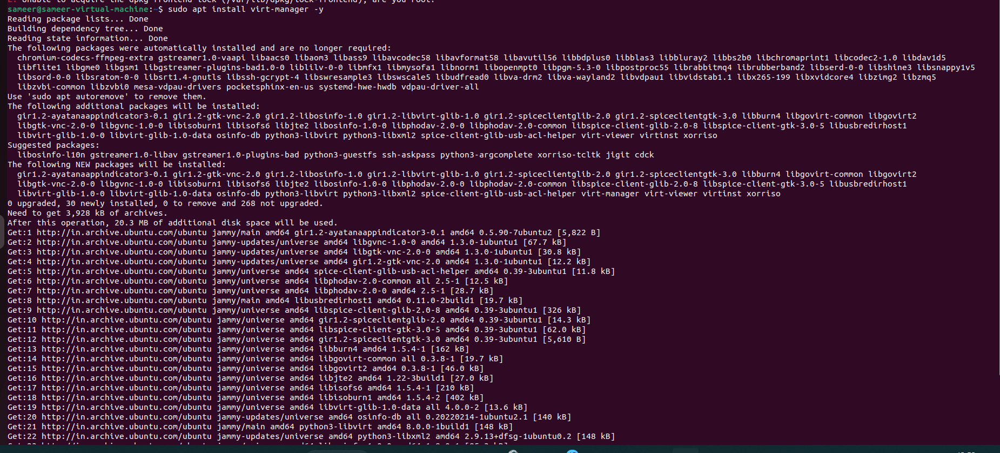 E: Unable to acquire the dpkg frontend lock (/var/lib/dpkg/lock-frontend), are you root?
sameer@sameer-virtual-machine:~$ sudo apt install virt-manager -y
Reading package lists... Done
Building dependency tree... Done
Reading state information... Done
The following packages were automatically installed and are no longer required:
  chromium-codecs-ffmpeg-extra gstreamer1.0-vaapi libaacs0 libaom3 libass9 libavcodec58 libavformat58 libavutil56 libbdplus0 libblas3 libbluray2 libbs2b0 libchromaprint1 libcodec2-1.0 libdav1d5
  libflite1 libgme0 libgsm1 libgstreamer-plugins-bad1.0-0 liblilv-0-0 libmfx1 libmysofa1 libnorm1 libopenmpt0 libpgm-5.3-0 libpostproc55 librabbitmq4 librubberband2 libserd-0-0 libshine3 libsnappy1v5
  libsord-0-0 libsratom-0-0 libsrt1.4-gnutls libssh-gcrypt-4 libswresample3 libswscale5 libudfread0 libva-drm2 libva-wayland2 libvdpau1 libvidstab1.1 libx265-199 libxvidcore4 libzimg2 libzmq5
  libzvbi-common libzvbi0 mesa-vdpau-drivers pocketsphinx-en-us systemd-hwe-hwdb vdpau-driver-all
Use 'sudo apt autoremove' to remove them.
The following additional packages will be installed:
  gir1.2-ayatanaappindicator3-0.1 gir1.2-gtk-vnc-2.0 gir1.2-libosinfo-1.0 gir1.2-libvirt-glib-1.0 gir1.2-spiceclientglib-2.0 gir1.2-spiceclientgtk-3.0 libburn4 libgovirt-common libgovirt2
  libgtk-vnc-2.0-0 libgvnc-1.0-0 libisoburn1 libisofs6 libjte2 libosinfo-1.0-0 libphodav-2.0-0 libphodav-2.0-common libspice-client-glib-2.0-8 libspice-client-gtk-3.0-5 libusbredirhost1
  libvirt-glib-1.0-0 libvirt-glib-1.0-data osinfo-db python3-libvirt python3-libxml2 spice-client-glib-usb-acl-helper virt-viewer virtinst xorriso
Suggested packages:
  libosinfo-l10n gstreamer1.0-libav gstreamer1.0-plugins-bad python3-guestfs ssh-askpass python3-argcomplete xorriso-tcltk jigit cdck
The following NEW packages will be installed:
  gir1.2-ayatanaappindicator3-0.1 gir1.2-gtk-vnc-2.0 gir1.2-libosinfo-1.0 gir1.2-libvirt-glib-1.0 gir1.2-spiceclientglib-2.0 gir1.2-spiceclientgtk-3.0 libburn4 libgovirt-common libgovirt2
  libgtk-vnc-2.0-0 libgvnc-1.0-0 libisoburn1 libisofs6 libjte2 libosinfo-1.0-0 libphodav-2.0-0 libphodav-2.0-common libspice-client-glib-2.0-8 libspice-client-gtk-3.0-5 libusbredirhost1
  libvirt-glib-1.0-0 libvirt-glib-1.0-data osinfo-db python3-libvirt python3-libxml2 spice-client-glib-usb-acl-helper virt-manager virt-viewer virtinst xorriso
0 upgraded, 30 newly installed, 0 to remove and 268 not upgraded.
Need to get 3,928 kB of archives.
After this operation, 20.3 MB of additional disk space will be used.
Get:1 http://in.archive.ubuntu.com/ubuntu jammy/main amd64 gir1.2-ayatanaappindicator3-0.1 amd64 0.5.90-7ubuntu2 [5,822 B]
Get:2 http://in.archive.ubuntu.com/ubuntu jammy-updates/universe amd64 libgvnc-1.0-0 amd64 1.3.0-1ubuntu1 [67.7 kB]
Get:3 http://in.archive.ubuntu.com/ubuntu jammy-updates/universe amd64 libgtk-vnc-2.0-0 amd64 1.3.0-1ubuntu1 [30.8 kB]
Get:4 http://in.archive.ubuntu.com/ubuntu jammy-updates/universe amd64 gir1.2-gtk-vnc-2.0 amd64 1.3.0-1ubuntu1 [12.2 kB]
Get:5 http://in.archive.ubuntu.com/ubuntu jammy/universe amd64 spice-client-glib-usb-acl-helper amd64 0.39-3ubuntu1 [11.8 kB]
Get:6 http://in.archive.ubuntu.com/ubuntu jammy/universe amd64 libphodav-2.0-common all 2.5-1 [12.5 kB]
Get:7 http://in.archive.ubuntu.com/ubuntu jammy/universe amd64 libphodav-2.0-0 amd64 2.5-1 [28.7 kB]
Get:8 http://in.archive.ubuntu.com/ubuntu jammy/main amd64 libusbredirhost1 amd64 0.11.0-2build1 [19.7 kB]
Get:9 http://in.archive.ubuntu.com/ubuntu jammy/universe amd64 libspice-client-glib-2.0-8 amd64 0.39-3ubuntu1 [326 kB]
Get:10 http://in.archive.ubuntu.com/ubuntu jammy/universe amd64 gir1.2-spiceclientglib-2.0 amd64 0.39-3ubuntu1 [14.3 kB]
Get:11 http://in.archive.ubuntu.com/ubuntu jammy/universe amd64 libspice-client-gtk-3.0-5 amd64 0.39-3ubuntu1 [62.0 kB]
Get:12 http://in.archive.ubuntu.com/ubuntu jammy/universe amd64 gir1.2-spiceclientgtk-3.0 amd64 0.39-3ubuntu1 [5,610 B]
Get:13 http://in.archive.ubuntu.com/ubuntu jammy/universe amd64 libburn4 amd64 1.5.4-1 [162 kB]
Get:14 http://in.archive.ubuntu.com/ubuntu jammy/universe amd64 libgovirt-common all 0.3.8-1 [19.7 kB]
Get:15 http://in.archive.ubuntu.com/ubuntu jammy/universe amd64 libgovirt2 amd64 0.3.8-1 [46.0 kB]
Get:16 http://in.archive.ubuntu.com/ubuntu jammy/universe amd64 libjte2 amd64 1.22-3build1 [27.0 kB]
Get:17 http://in.archive.ubuntu.com/ubuntu jammy/universe amd64 libisofs6 amd64 1.5.4-1 [210 kB]
Get:18 http://in.archive.ubuntu.com/ubuntu jammy/universe amd64 libisoburn1 amd64 1.5.4-2 [402 kB]
Get:19 http://in.archive.ubuntu.com/ubuntu jammy/universe amd64 libvirt-glib-1.0-data all 4.0.0-2 [13.6 kB]
Get:20 http://in.archive.ubuntu.com/ubuntu jammy-updates/universe amd64 osinfo-db all 0.20220214-1ubuntu2.1 [140 kB]
Get:21 http://in.archive.ubuntu.com/ubuntu jammy/main amd64 python3-libvirt amd64 8.0.0-1build1 [148 kB]
Get:22 http://in.archive.ubuntu.com/ubuntu jammy-updates/universe amd64 python3-libxml2 amd64 2.9.13+dfsg-1ubuntu0.2 [148 kB]